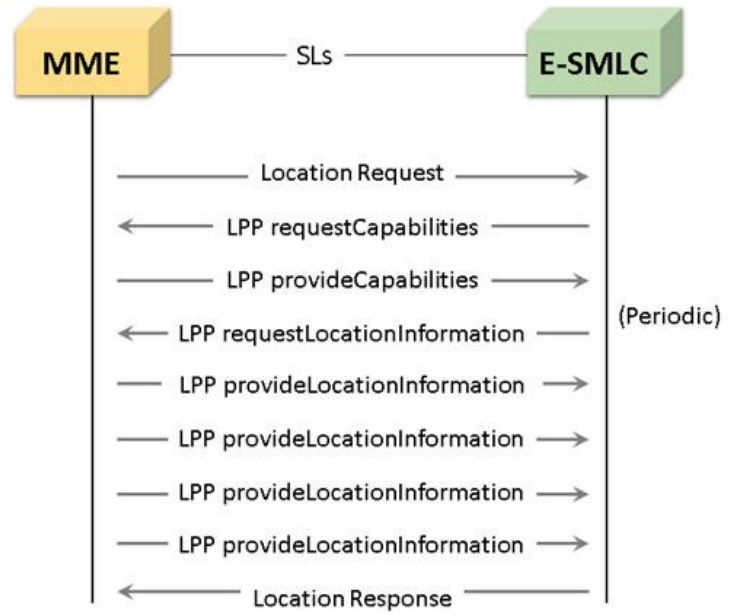 MME
SLs
E-SMLC
Location Request
LPP requestCapabilities
LPP provideCapabilities
(Periodic)
LPP requestLocationInformation
LPP provideLocationInformation
LPP provideLocationInformation
LPP provideLocationInformation
LPP provideLocationInformation
Location Response